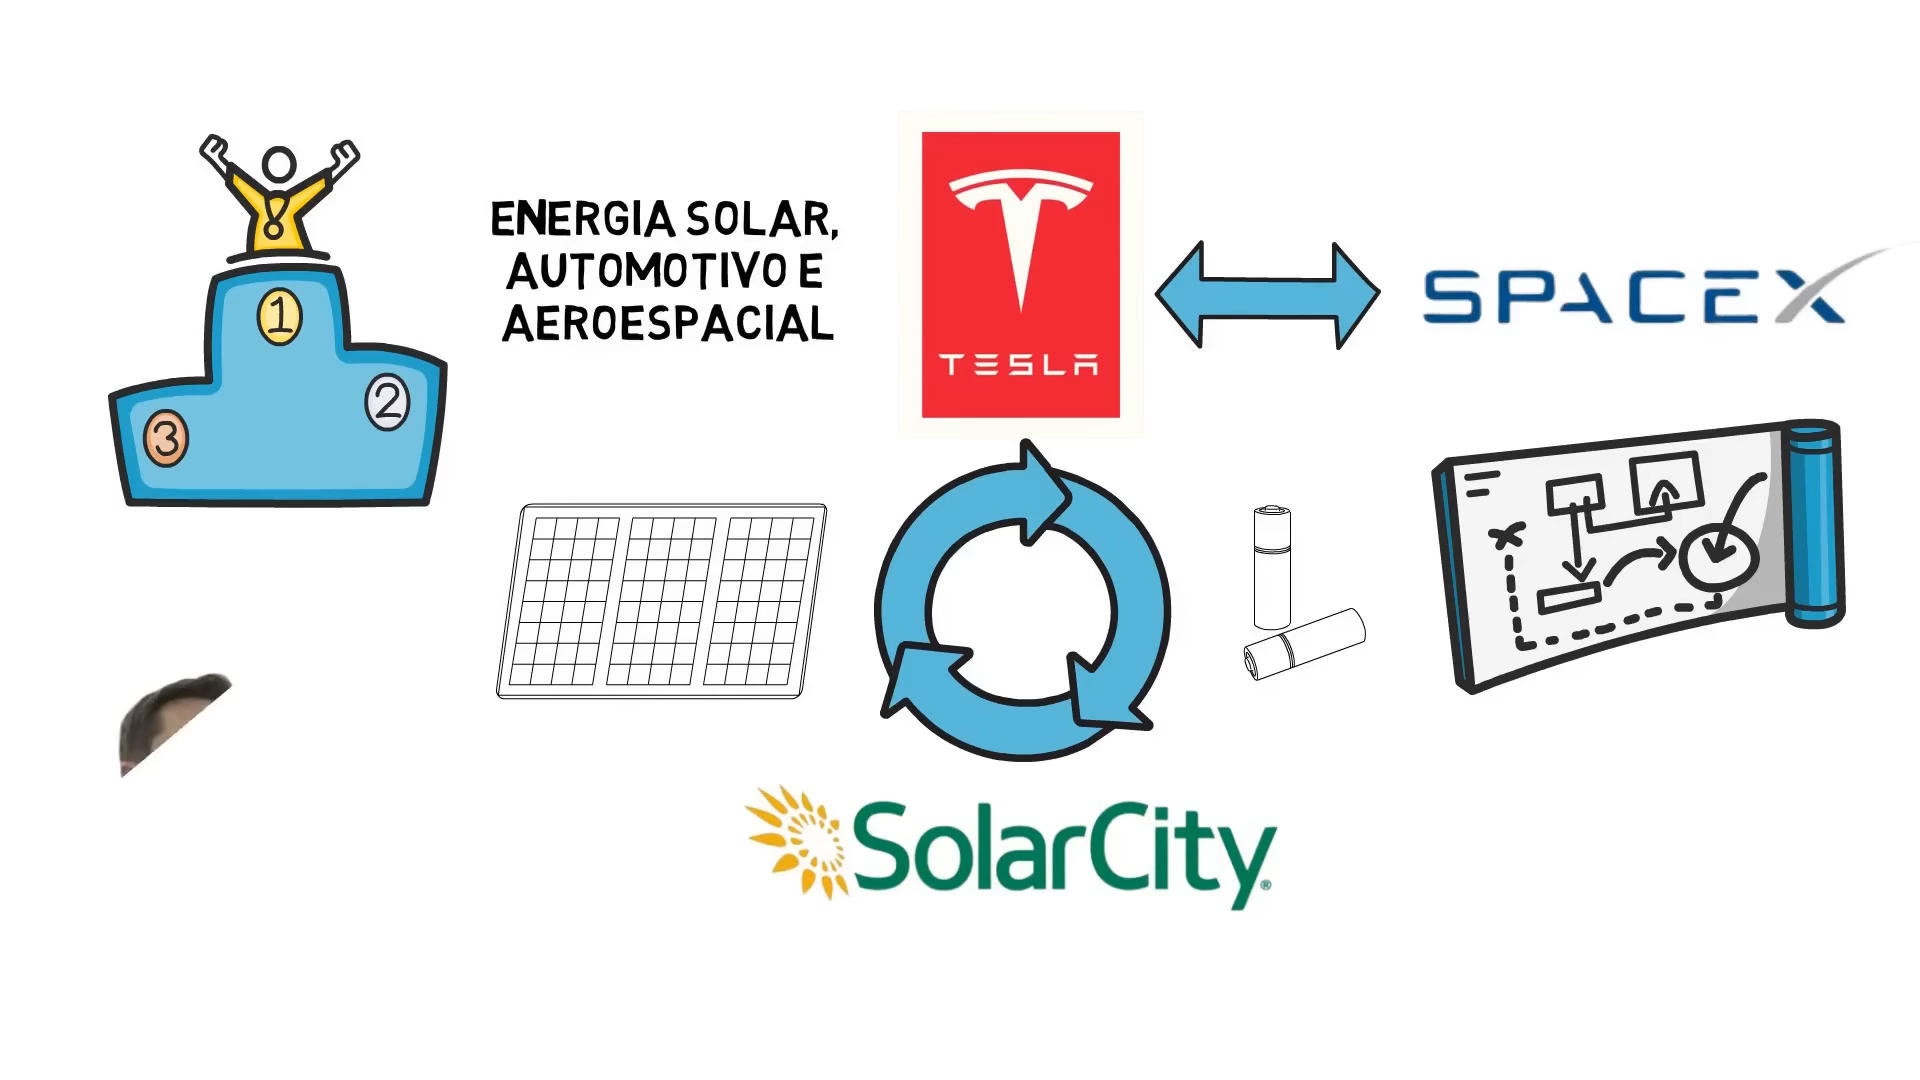 ENERGIA SOLAR,
AUTOMOTIVO E
AEROESPACIAL
TESLA
SPACEX
1
2
3
SolarCity®